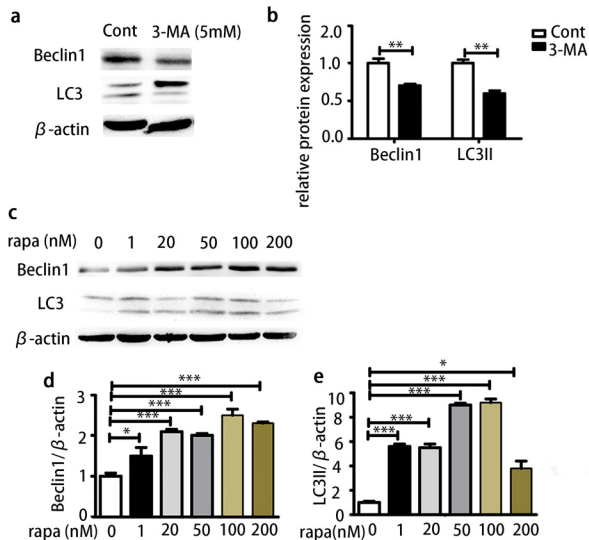 a
Cont 3-MA (5mM)
Beclin1
LC3
β-actin
b
relative protein expression
2.0
1.5
1.0
0.5
0.0
** **
Cont
3-MA
Beclin1 LC3II
c
rapa (nM) 0 1 20 50 100 200
Beclin1
LC3
β-actin
d
Beclin1/β-actin
3
2
1
0
***
***
***
***
*
rapa (nM) 0 1 20 50 100 200
e
LC3II/β-actin
10
8
6
4
2
0
*
***
***
***
***
rapa(nM) 0 1 20 50 100 200